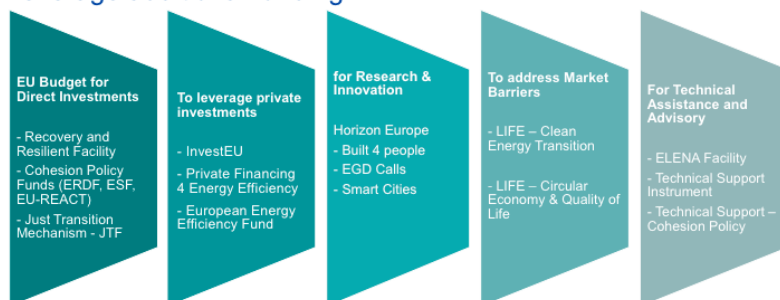 EU Budget for
Direct Investments
- Recovery and
Resilient Facility
- Cohesion Policy
Funds (ERDF, ESF,
EU-REACT)
- Just Transition
Mechanism - JTF
To leverage private
investments
- InvestEU
- Private Financing
4 Energy Efficiency
- European Energy
Efficiency Fund
for Research &
Innovation
Horizon Europe
- Built 4 people
- EGD Calls
- Smart Cities
To address Market
Barriers
- LIFE – Clean
Energy Transition
- LIFE – Circular
Economy & Quality of
Life
For Technical
Assistance and
Advisory
- ELENA Facility
- Technical Support
Instrument
- Technical Support –
Cohesion Policy